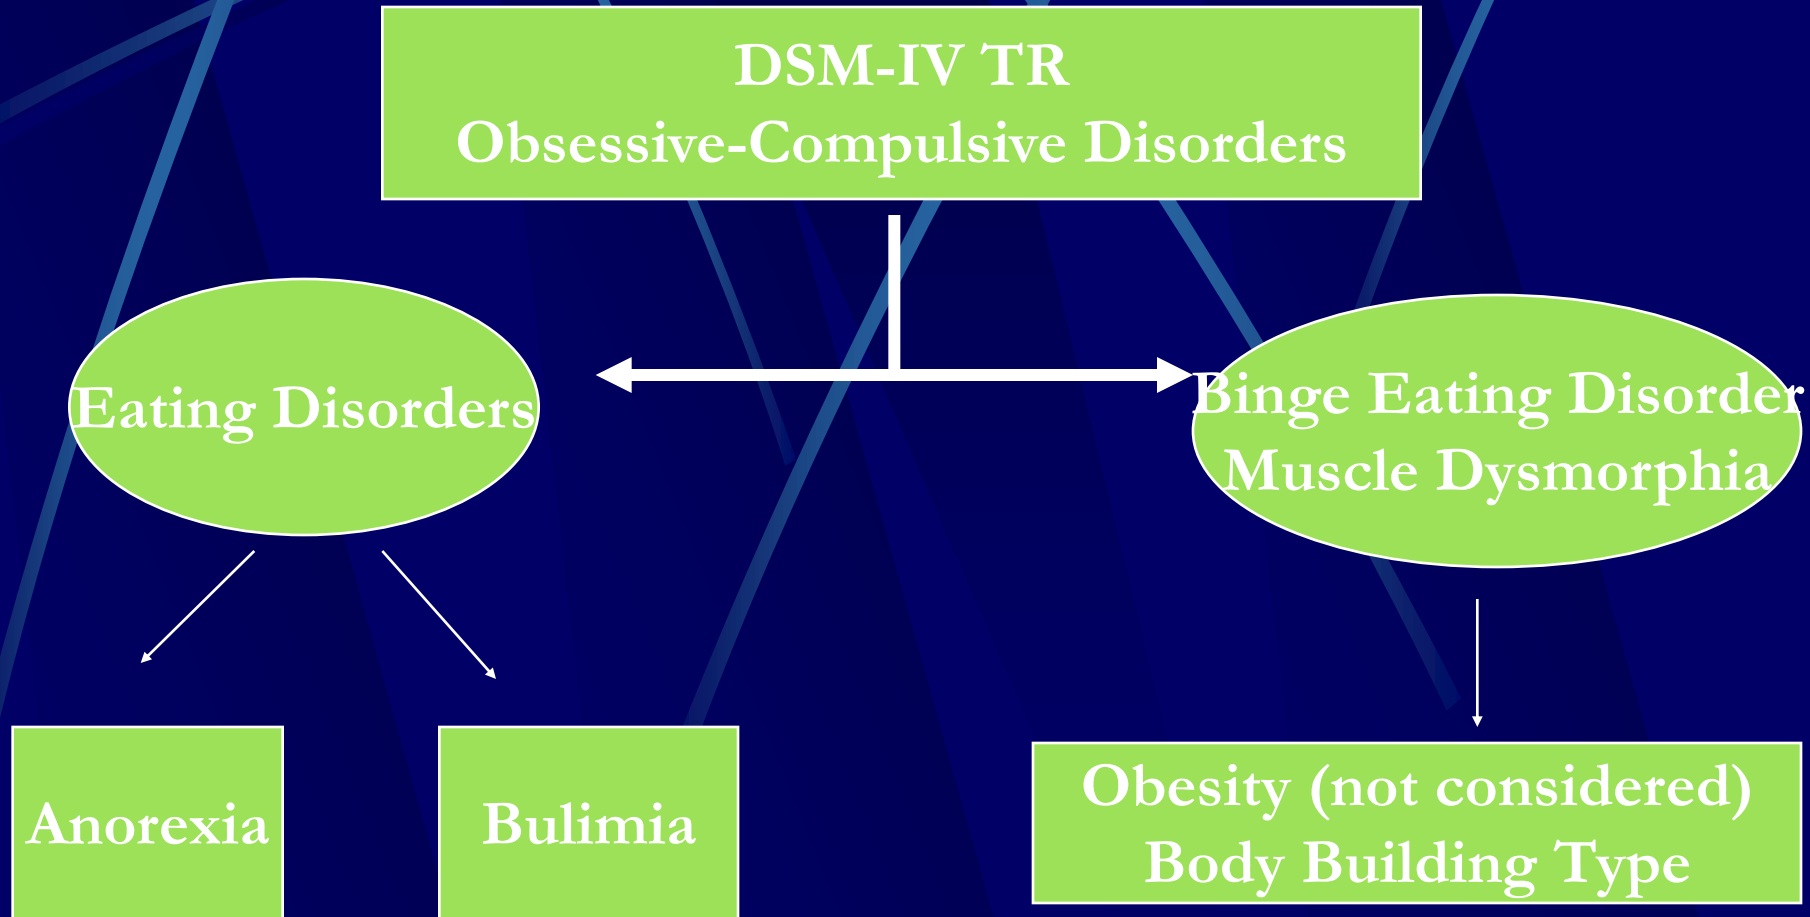 DSM-IV TR
Obsessive-Compulsive Disorders
Eating Disorders
Binge Eating Disorder
Muscle Dysmorphia
Anorexia
Bulimia
Obesity (not considered)
Body Building Type